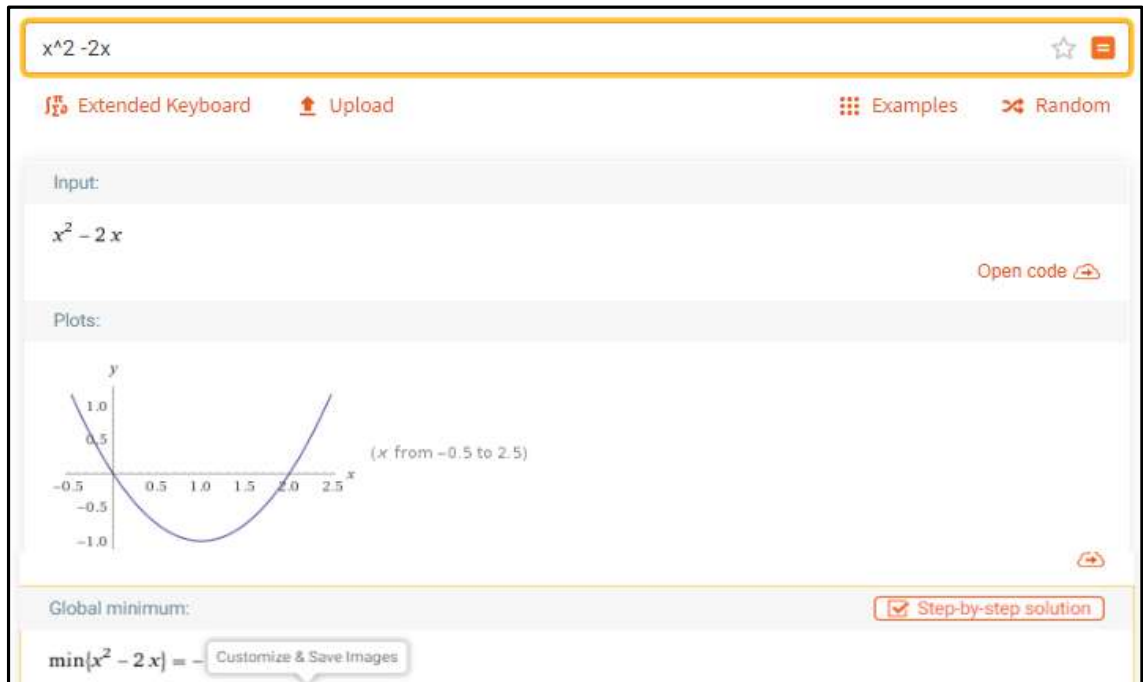 x^2 -2x
Extended Keyboard Upload Examples Random
Input:
x² – 2 x
Open code
Plots:
y
1.0
0.5
(x from –0.5 to 2.5)
–0.5 0.5 1.0 1.5 2.0 2.5 x
–0.5
–1.0
Global minimum: Step-by-step solution
min{x² – 2 x} = – Customize & Save Images